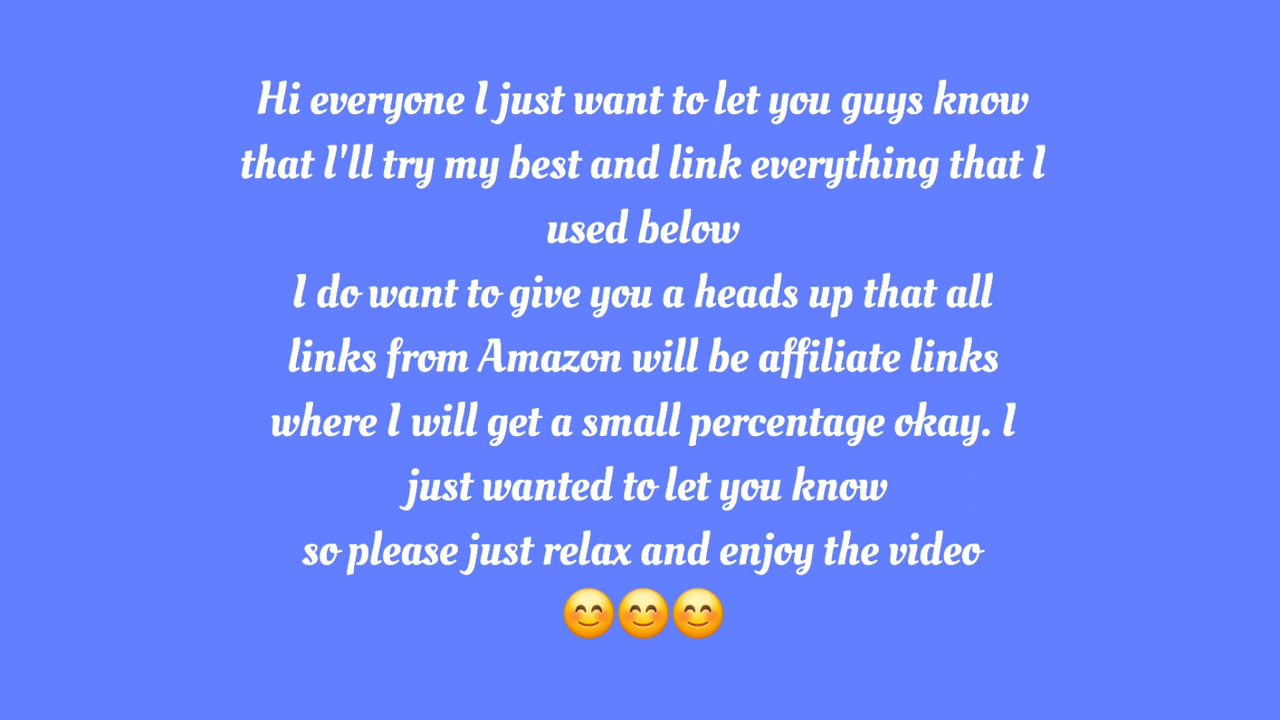 Hi everyone I just want to let you guys know
that I'll try my best and link everything that I
used below
I do want to give you a heads up that all
links from Amazon will be affiliate links
where I will get a small percentage okay. I
just wanted to let you know
so please just relax and enjoy the video
😊😊😊